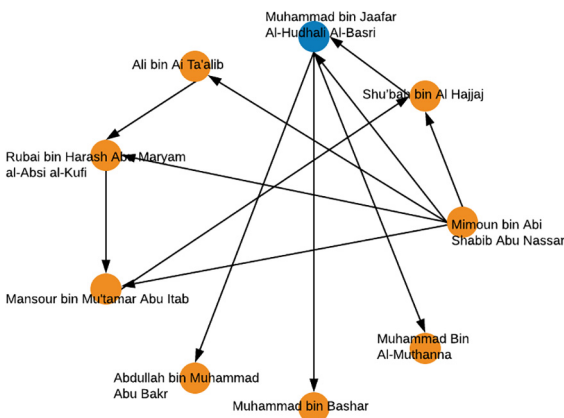 Muhammad bin Jaafar
Al-Hudhali Al-Basri
Ali bin Ai Ta'alib
Shu'bah bin Al Hajjaj
Rubai bin Harash Abu Maryam
al-Absi al-Kufi
Mimoun bin Abi
Shabib Abu Nassar
Mansour bin Mu'tamar Abu Itab
Muhammad Bin
Al-Muthanna
Abdullah bin Muhammad
Abu Bakr
Muhammad bin Bashar